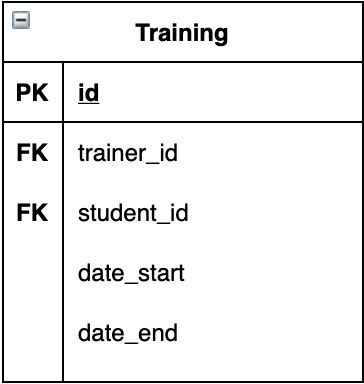 Training
PK id
FK trainer_id
FK student_id
date_start
date_end